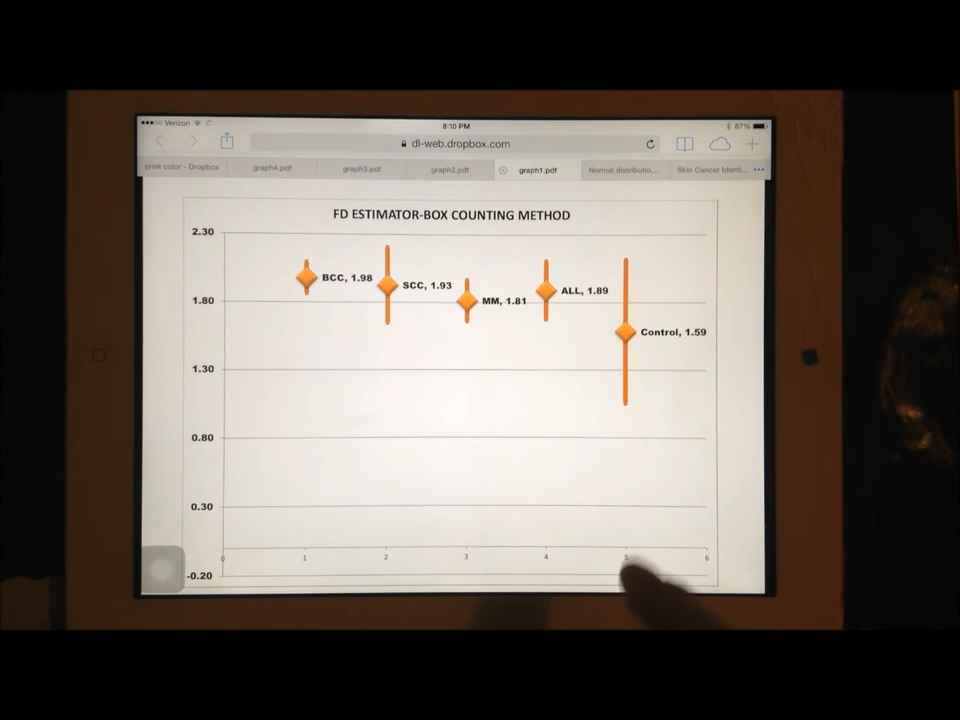 Verizon
8:10 PM
87%
dl-web.dropbox.com
print color - Dropbox
graph4.pdf
graph3.pdf
graph2.pdf
graph1.pdf
Normal distributio...
Skin Cancer Identi...
FD ESTIMATOR-BOX COUNTING METHOD
2.30
BCC, 1.98
SCC, 1.93
ALL, 1.89
1.80
MM, 1.81
Control, 1.59
1.30
0.80
0.30
0 1 2 3 4 5 6
-0.20